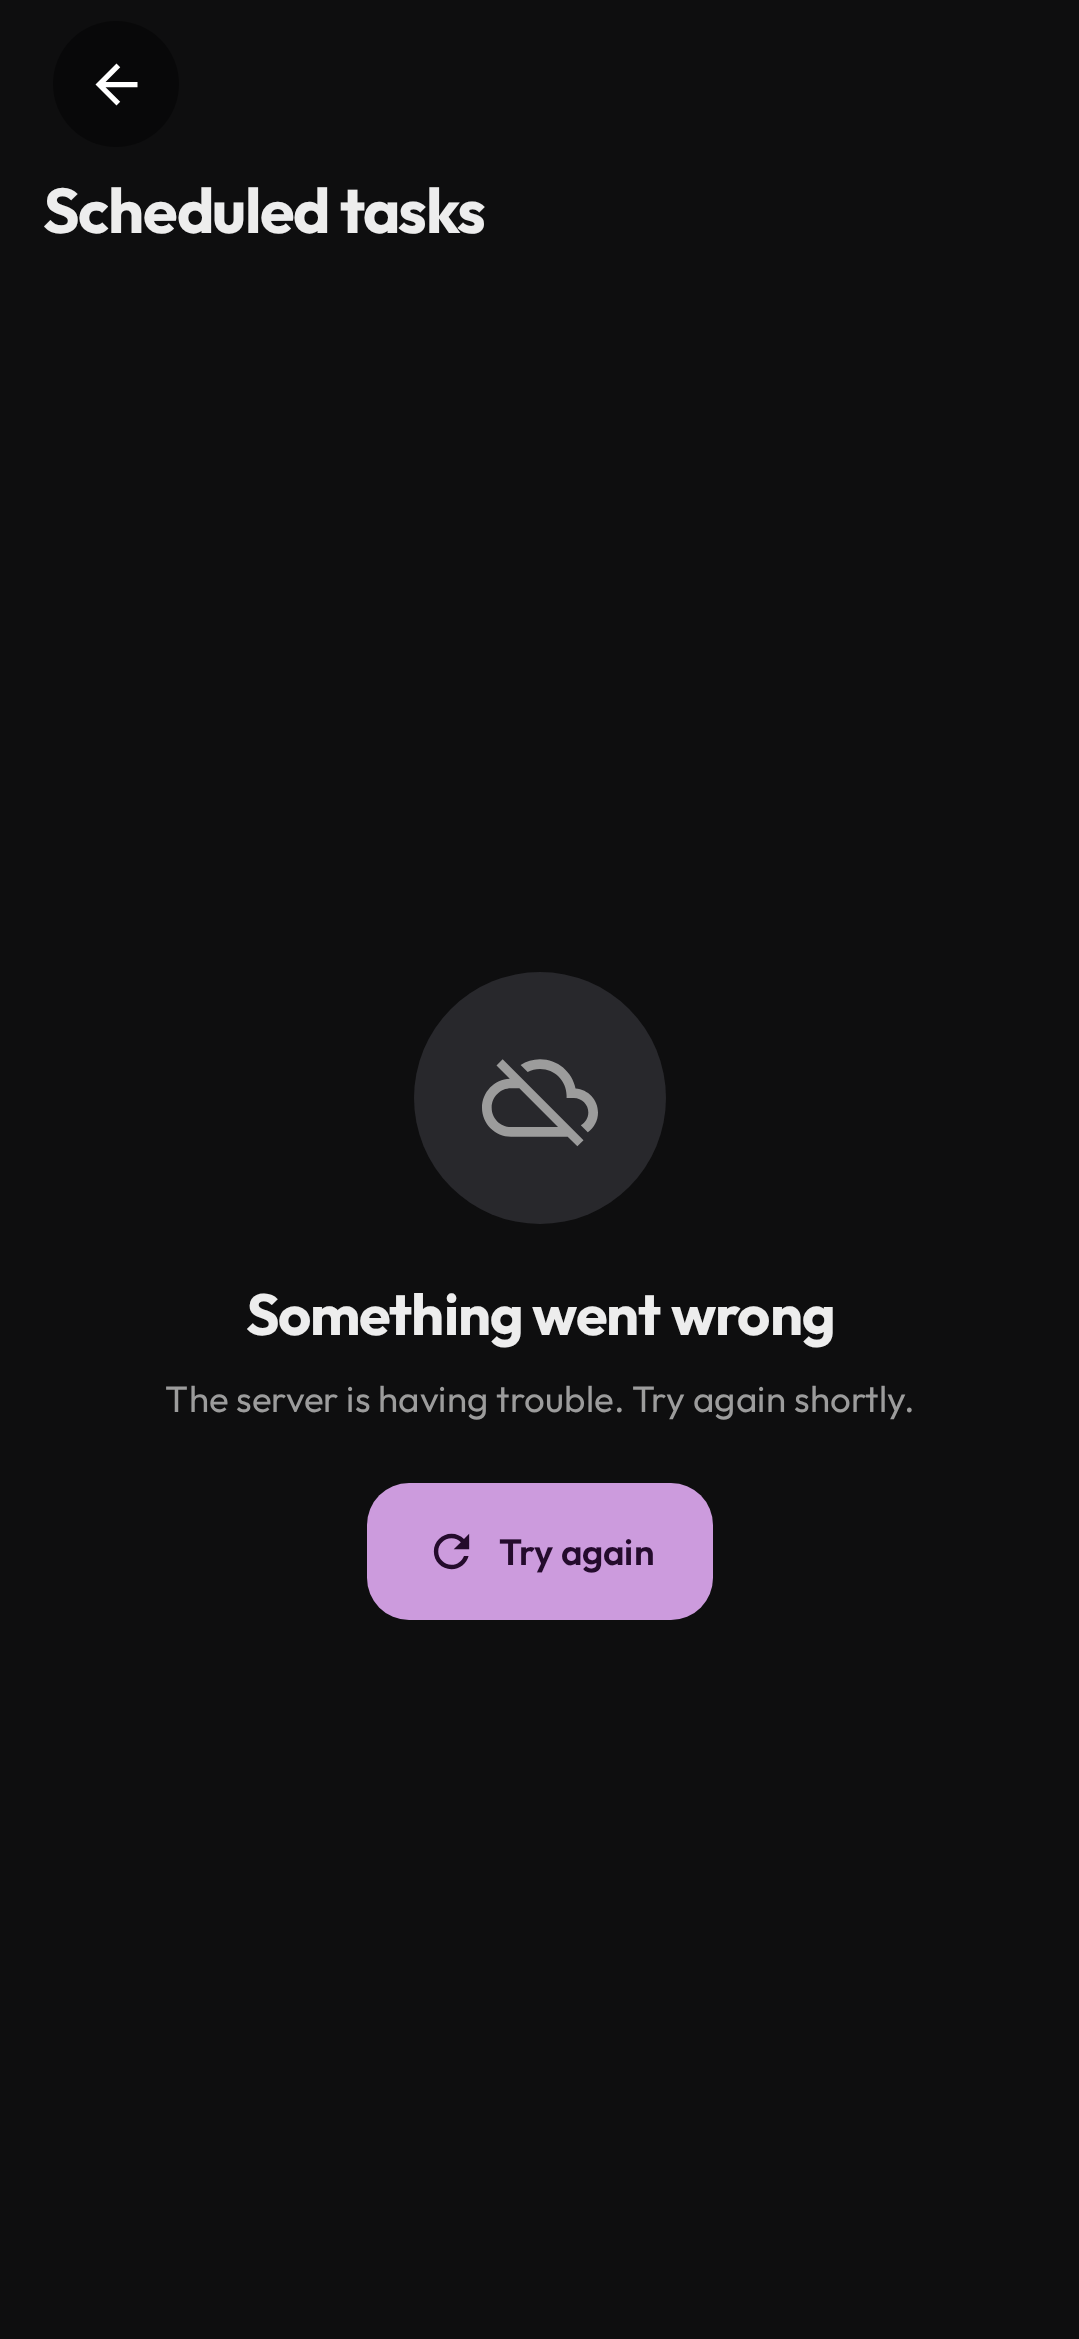 Scheduled tasks
Something went wrong
The server is having trouble. Try again shortly.
Try again